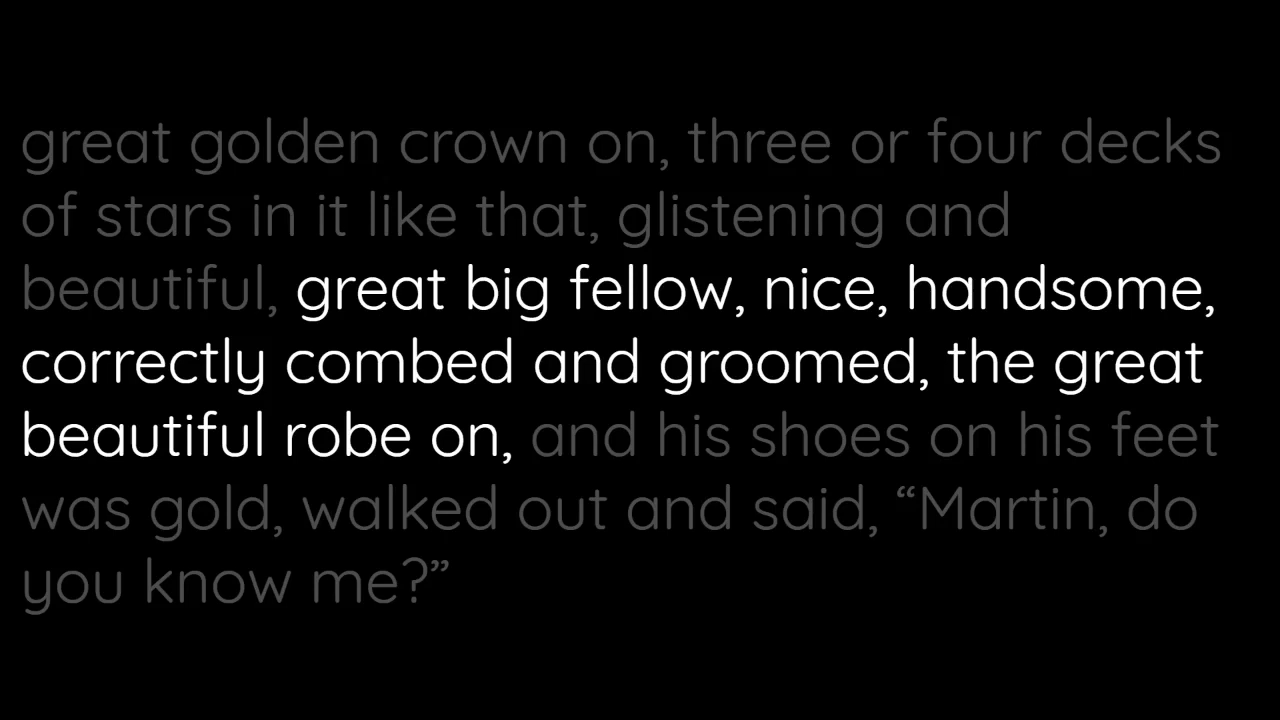 great golden crown on, three or four decks
of stars in it like that, glistening and
beautiful, great big fellow, nice, handsome,
correctly combed and groomed, the great
beautiful robe on, and his shoes on his feet
was gold, walked out and said, “Martin, do
you know me?”